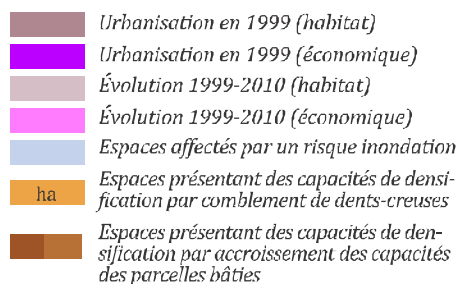 Urbanisation en 1999 (habitat)
Urbanisation en 1999 (économique)
Évolution 1999-2010 (habitat)
Évolution 1999-2010 (économique)
Espaces affectés par un risque inondation
ha
Espaces présentant des capacités de densi-
fication par comblement de dents-creuses
Espaces présentant des capacités de den-
sification par accroissement des capacités
des parcelles bâties